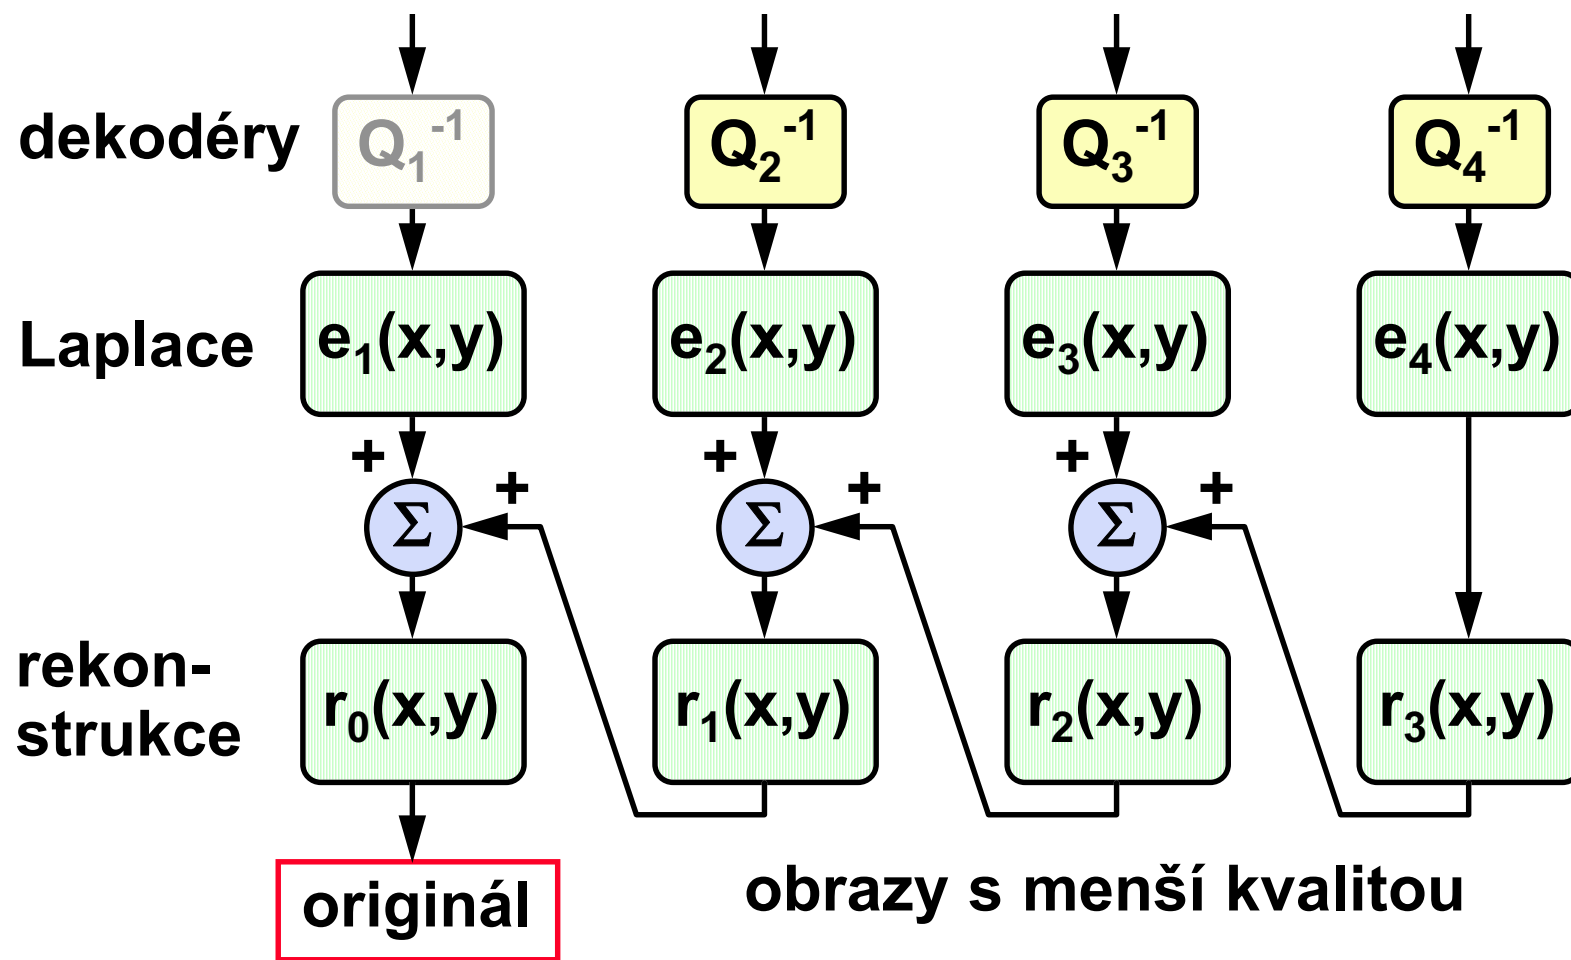 dekodéry Q₁⁻¹ Q₂⁻¹ Q₃⁻¹ Q₄⁻¹
Laplace e₁(x,y) e₂(x,y) e₃(x,y) e₄(x,y)
+ + +
+ + +
Σ Σ Σ
rekon-
strukce r₀(x,y) r₁(x,y) r₂(x,y) r₃(x,y)
originál
obrazy s menší kvalitou